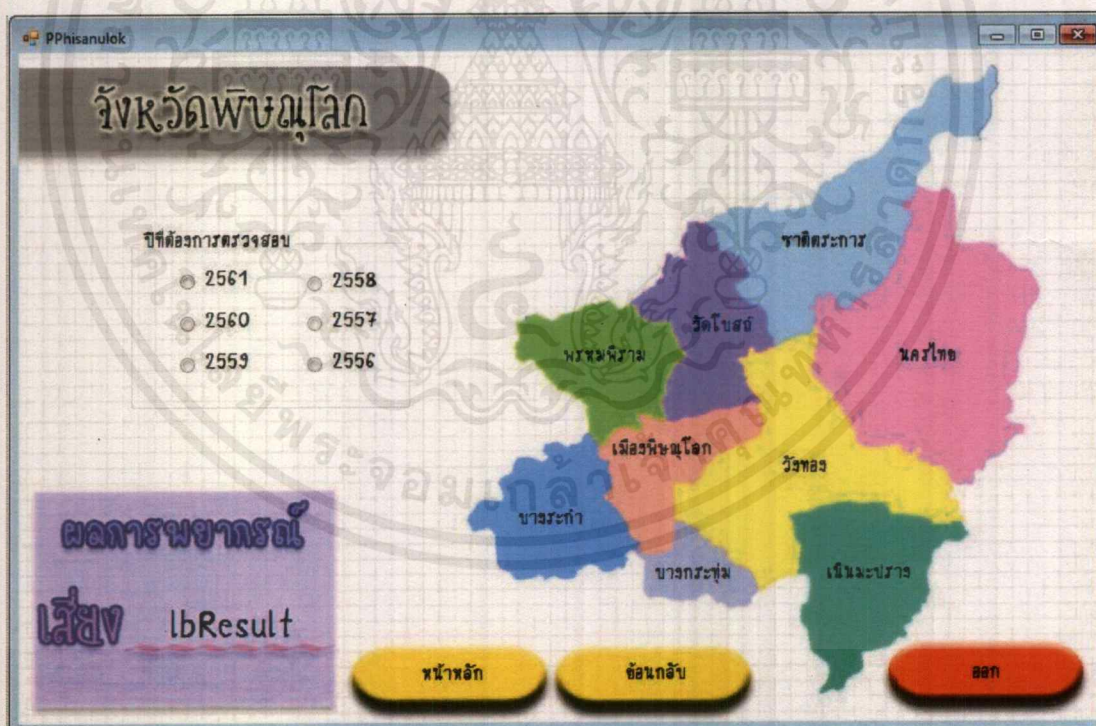 PPhisanulok
จังหวัดพิษณุโลก
ปีที่ต้องการตรวจสอบ
2561 2558
2560 2557
2559 2556
ชาติตระการ
วัดโบสถ์
นครไทย
พรหมพิราม
เมืองพิษณุโลก
วังทอง
บางระกำ
บางกระทุ่ม
เนินมะปราง
ผลการพยากรณ์
เสี่ยง lbResult
หน้าหลัก
ย้อนกลับ
ออก